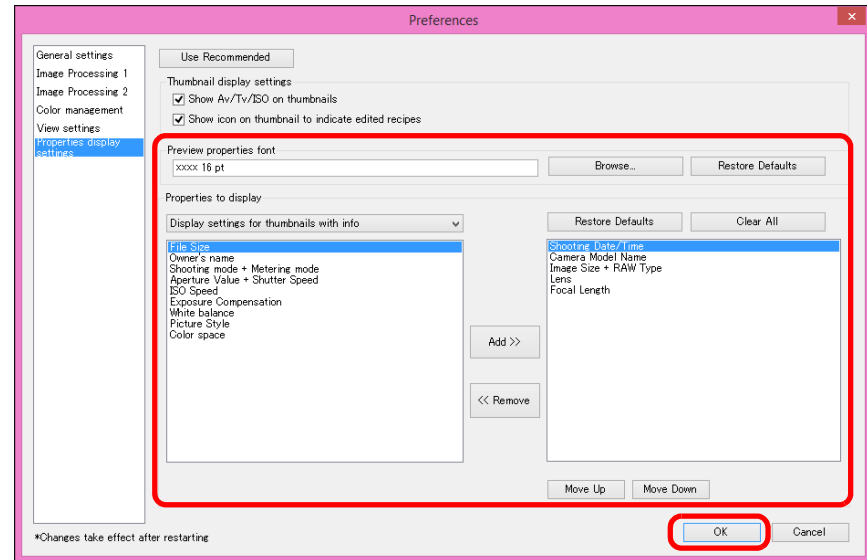 Preferences
General settings
Image Processing 1
Image Processing 2
Color management
View settings
Properties display
settings
*Changes take effect after restarting
Use Recommended
Thumbnail display settings
Show Av/Tv/ISO on thumbnails
Show icon on thumbnail to indicate edited recipes
Preview properties font
xxxx 16 pt
Browse...
Restore Defaults
Properties to display
Display settings for thumbnails with info
File Size
Owner's name
Shooting mode + Metering mode
Aperture Value + Shutter Speed
ISO Speed
Exposure Compensation
White balance
Picture Style
Color space
Add >>
<< Remove
Restore Defaults
Clear All
Shooting Date/Time
Camera Model Name
Image Size + RAW Type
Lens
Focal Length
Move Up
Move Down
OK
Cancel